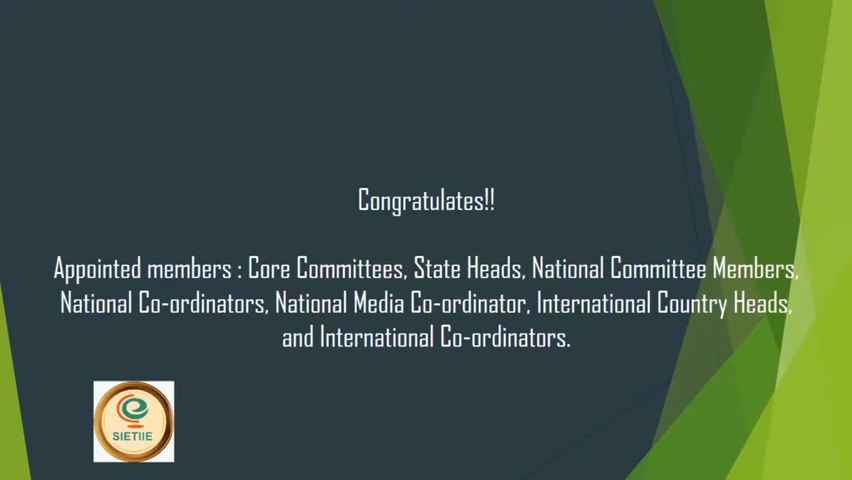 Congratulates!!
Appointed members : Core Committees, State Heads, National Committee Members,
National Co-ordinators, National Media Co-ordinator, International Country Heads,
and International Co-ordinators.
SIETIIE